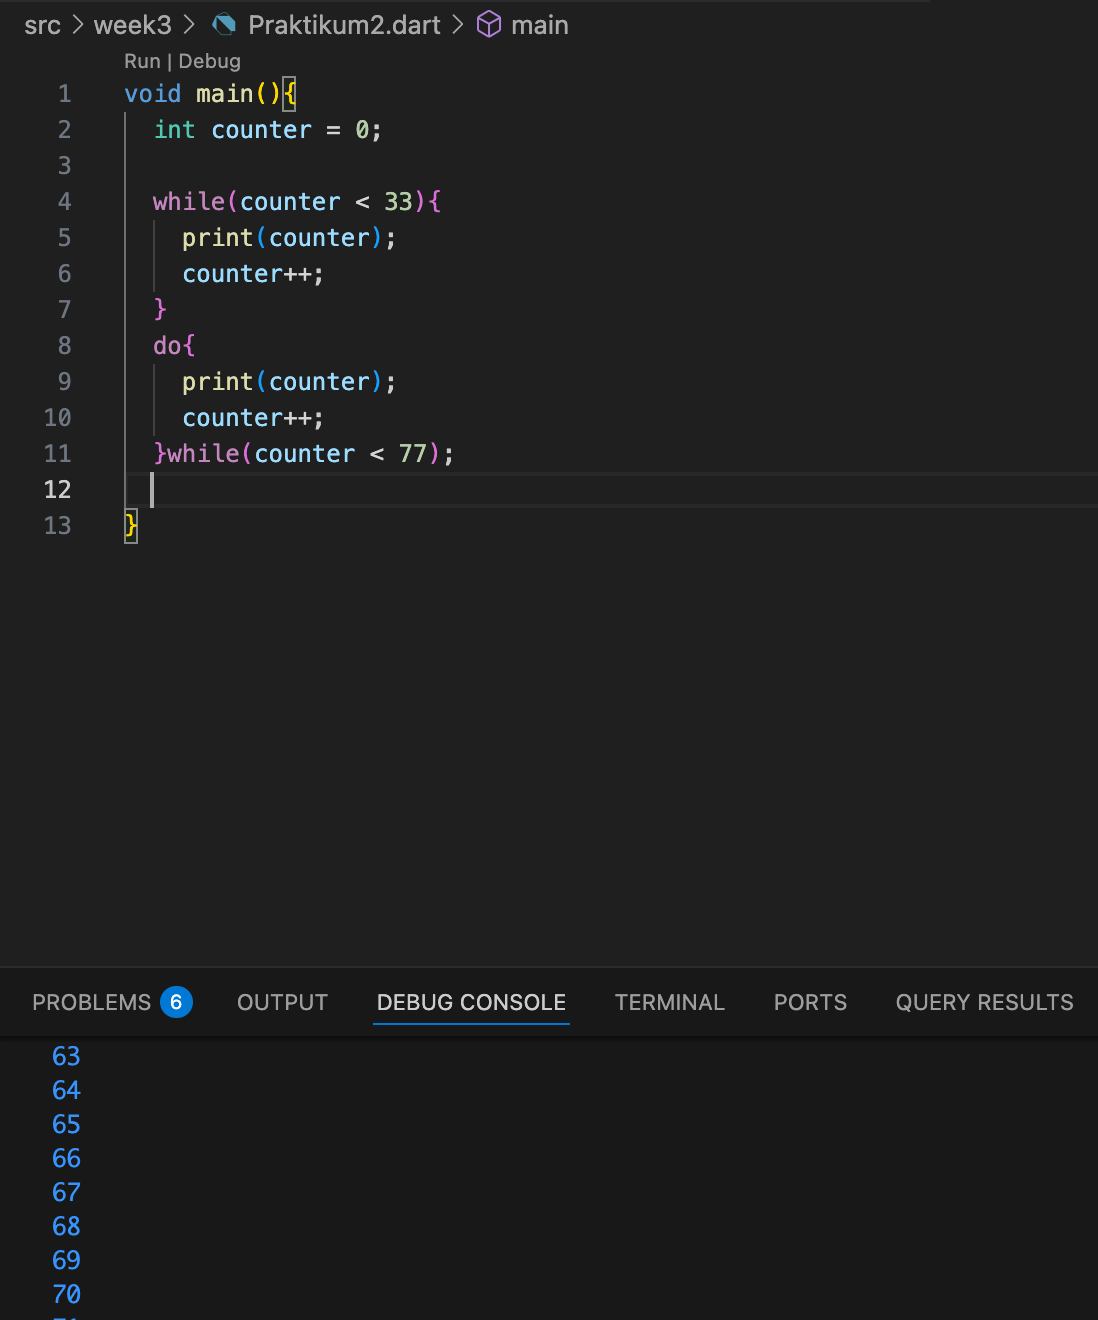 src > week3 > Praktikum2.dart > main
Run | Debug
1 void main(){
2 int counter = 0;
3
4 while(counter < 33){
5 print(counter);
6 counter++;
7 }
8 do{
9 print(counter);
10 counter++;
11 }while(counter < 77);
12
13 }
PROBLEMS 6 OUTPUT DEBUG CONSOLE TERMINAL PORTS QUERY RESULTS
63
64
65
66
67
68
69
70